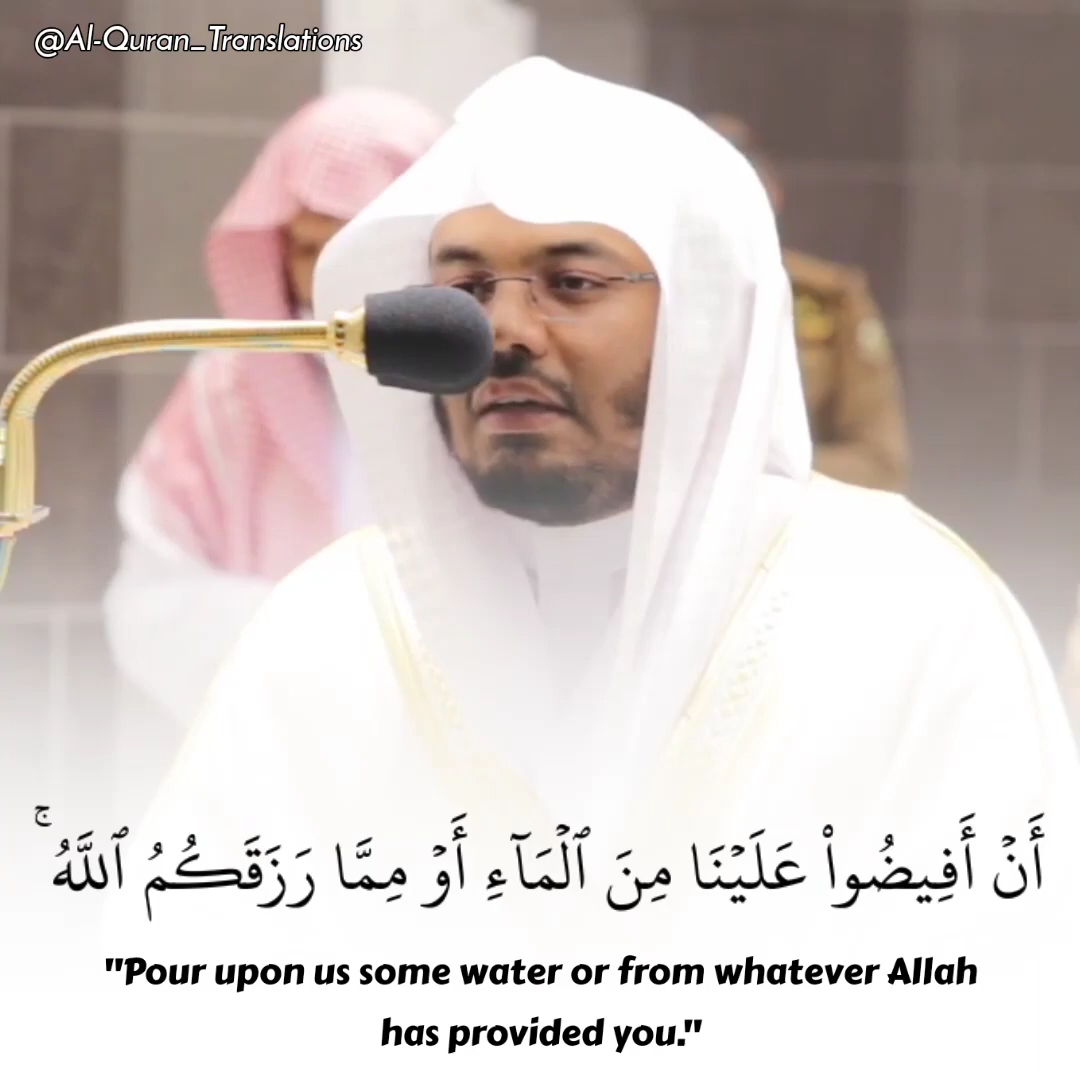 @Al-Quran_Translations
أَنْ أَفِيضُوا۟ عَلَيْنَا مِنَ ٱلْمَآءِ أَوْ مِمَّا رَزَقَكُمُ ٱللَّهُ ۚ
"Pour upon us some water or from whatever Allah
has provided you."